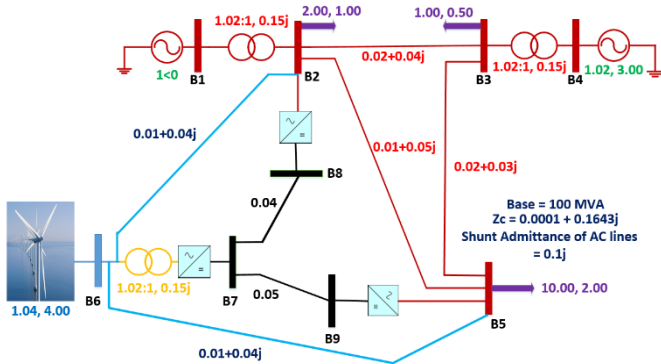 2.00, 1.00
1.00, 0.50
1.02:1, 0.15j
1.02:1, 0.15j
1<0
B1
B2
0.02+0.04j
B3
B4
1.02, 3.00
0.01+0.04j
0.01+0.05j
0.02+0.03j
B8
0.04
Base = 100 MVA
Zc = 0.0001 + 0.1643j
Shunt Admittance of AC lines
= 0.1j
B6
1.02:1, 0.15j
B7
0.05
10.00, 2.00
1.04, 4.00
B9
B5
0.01+0.04j